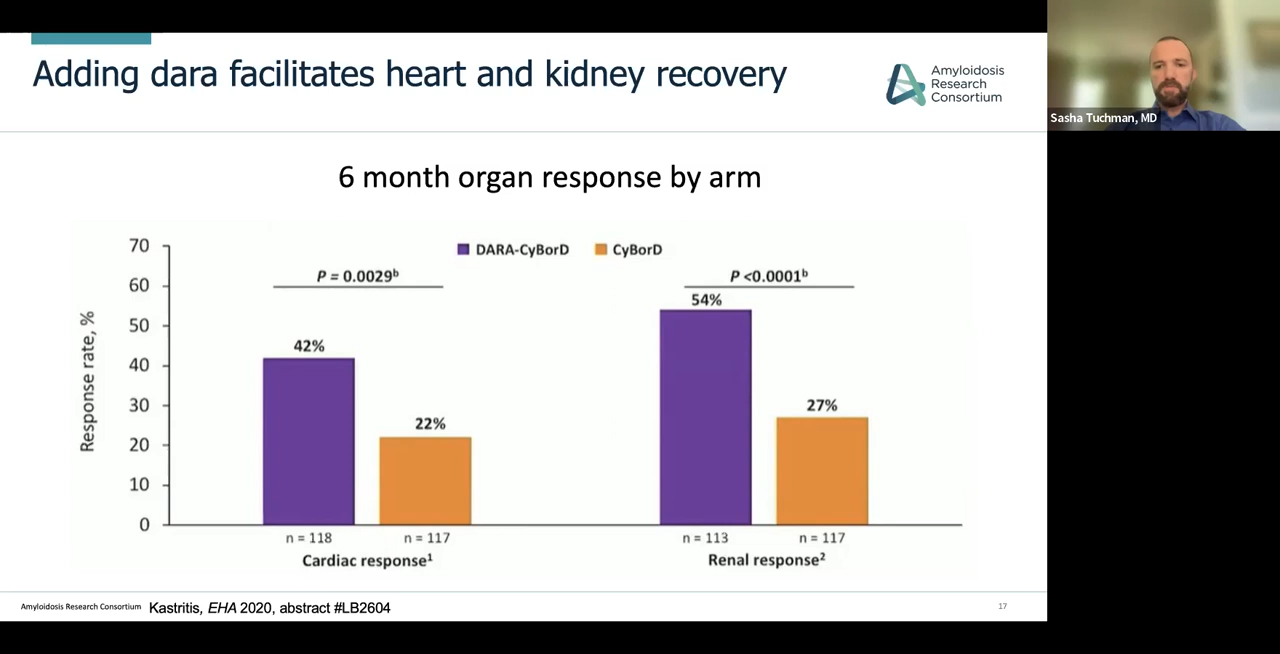 Adding dara facilitates heart and kidney recovery
Amyloidosis
Research
Consortium
Sasha Tuchman, MD
6 month organ response by arm
DARA-CyBorD CyBorD
Response rate, %
70
60
50
40
30
20
10
0
P = 0.0029ᵇ
42%
22%
P <0.0001ᵇ
54%
27%
n = 118 n = 117 n = 113 n = 117
Cardiac response¹ Renal response²
Amyloidosis Research Consortium Kastritis, EHA 2020, abstract #LB2604 17